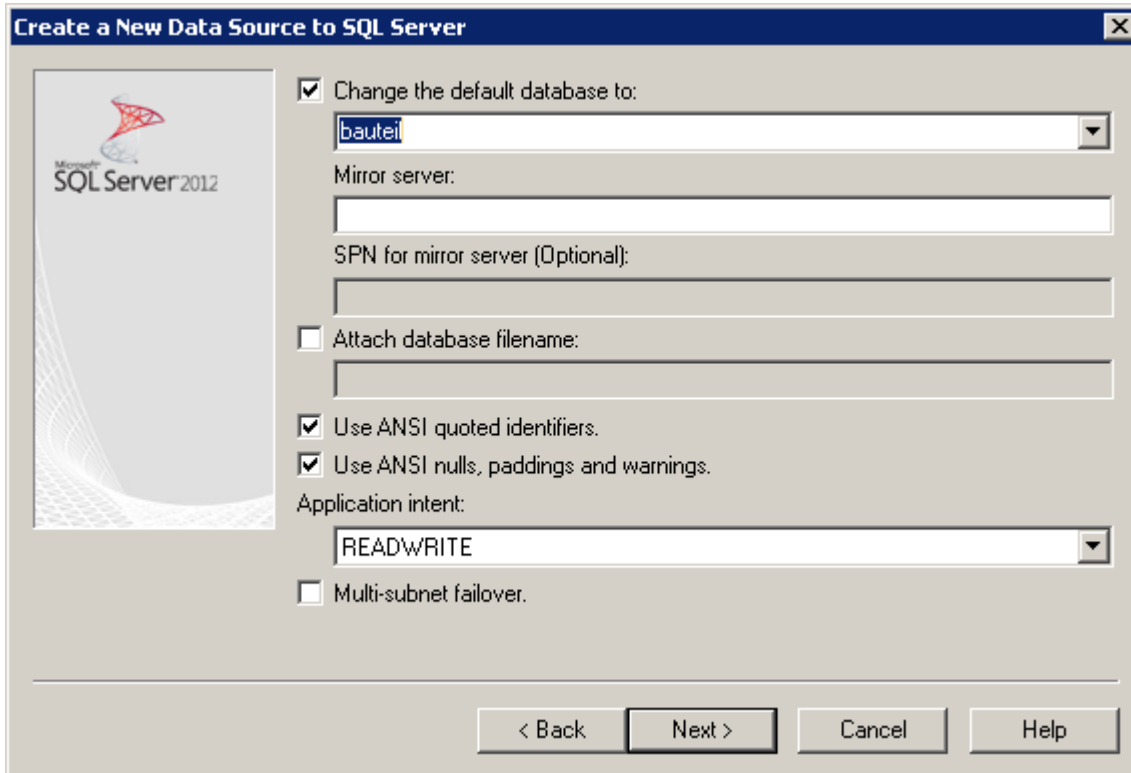 Create a New Data Source to SQL Server
Microsoft®
SQL Server 2012
Change the default database to:
bauteil
Mirror server:
SPN for mirror server (Optional):
Attach database filename:
Use ANSI quoted identifiers.
Use ANSI nulls, paddings and warnings.
Application intent:
READWRITE
Multi-subnet failover.
< Back Next > Cancel Help